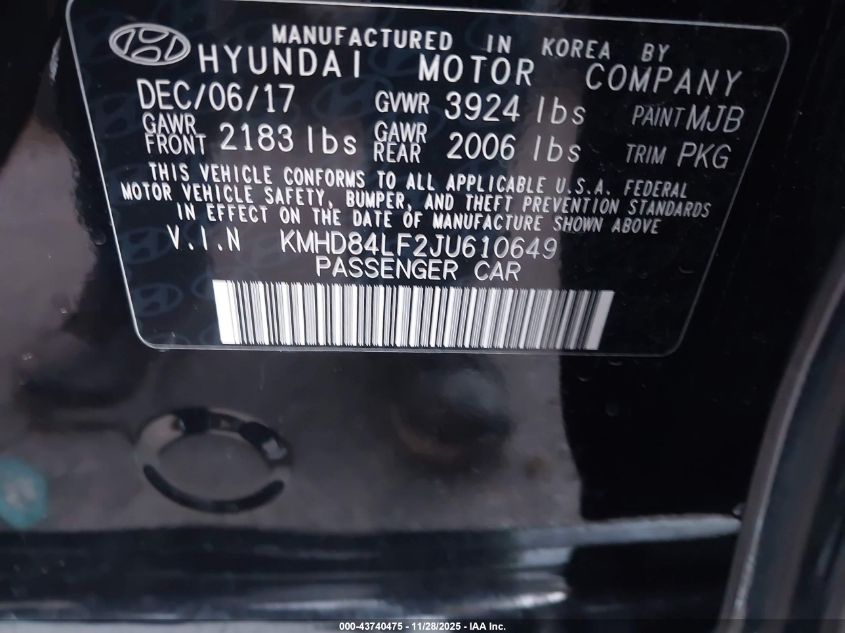 MANUFACTURED IN KOREA BY
HYUNDAI MOTOR COMPANY
DEC/06/17 GVWR 3924 lbs PAINT MJB
GAWR FRONT 2183 lbs GAWR REAR 2006 lbs TRIM PKG
THIS VEHICLE CONFORMS TO ALL APPLICABLE U.S.A. FEDERAL
MOTOR VEHICLE SAFETY, BUMPER, AND THEFT PREVENTION STANDARDS
IN EFFECT ON THE DATE OF MANUFACTURE SHOWN ABOVE
V.I.N KMHD84LF2JU610649
PASSENGER CAR
000-43740475 - 11/28/2025 - IAA Inc.